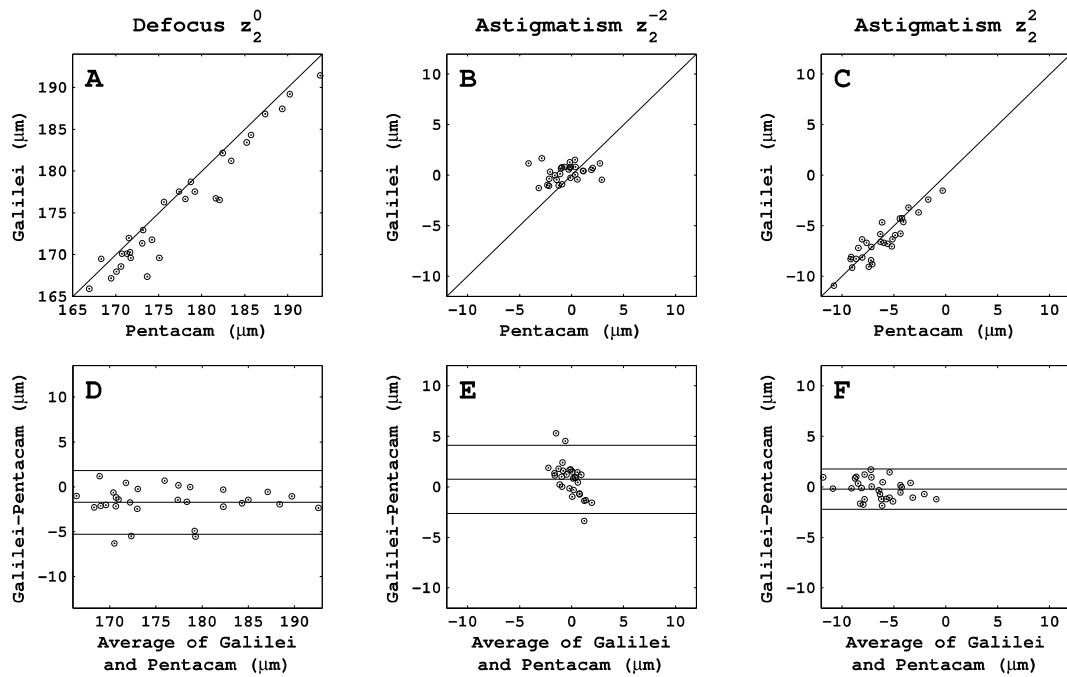 Defocus z₂⁰
Astigmatism z₂⁻²
Astigmatism z₂²
A
Galilei (μm)
190
185
180
175
170
165
165 170 175 180 185 190
Pentacam (μm)
B
Galilei (μm)
10
5
0
−5
−10
−10 −5 0 5 10
Pentacam (μm)
C
Galilei (μm)
10
5
0
−5
−10
−10 −5 0 5 10
Pentacam (μm)
D
Galilei-Pentacam (μm)
10
5
0
−5
−10
170 175 180 185 190
Average of Galilei
and Pentacam (μm)
E
Galilei-Pentacam (μm)
10
5
0
−5
−10
−10 −5 0 5 10
Average of Galilei
and Pentacam (μm)
F
Galilei-Pentacam (μm)
10
5
0
−5
−10
−10 −5 0 5 10
Average of Galilei
and Pentacam (μm)